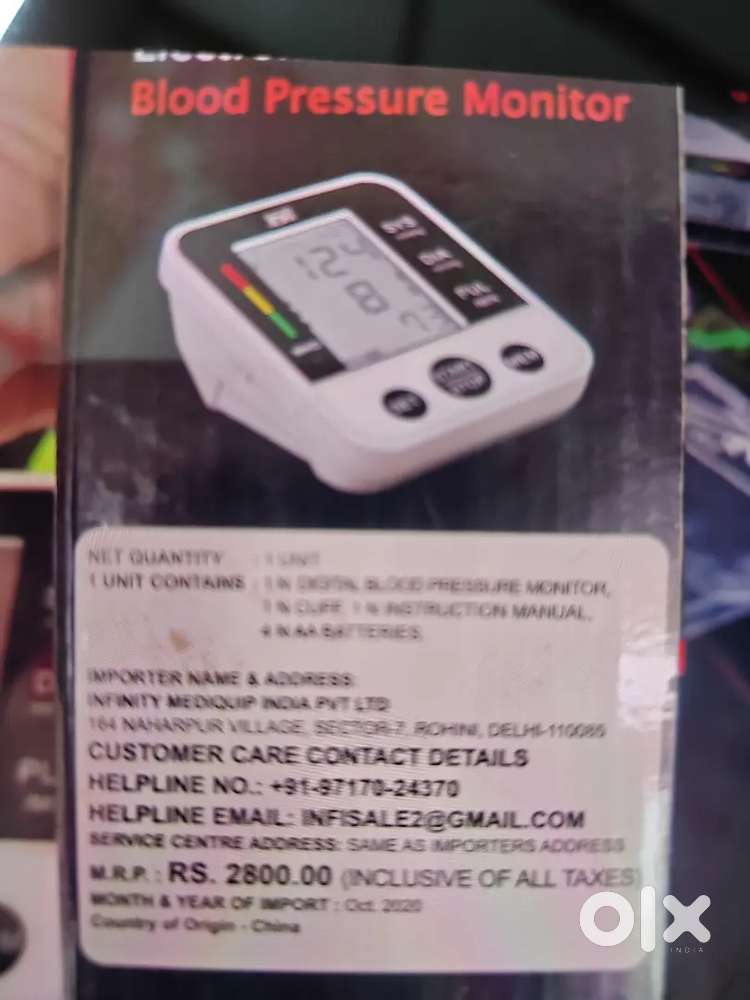 Blood Pressure Monitor
NET QUANTITY : 1 UNIT
1 UNIT CONTAINS : 1 N DIGITAL BLOOD PRESSURE MONITOR,
1 N CUFF, 1 N INSTRUCTION MANUAL,
4 N AA BATTERIES
IMPORTER NAME & ADDRESS:
INFINITY MEDIQUIP INDIA PVT LTD
164 NAHARPUR VILLAGE, SECTOR-7, ROHINI, DELHI-110085
CUSTOMER CARE CONTACT DETAILS
HELPLINE NO.: +91-97170-24370
HELPLINE EMAIL: INFISALE2@GMAIL.COM
SERVICE CENTRE ADDRESS: SAME AS IMPORTERS ADDRESS
M.R.P. : RS. 2800.00 (INCLUSIVE OF ALL TAXES)
MONTH & YEAR OF IMPORT : Oct. 2020
Country of Origin - China
olx
INDIA